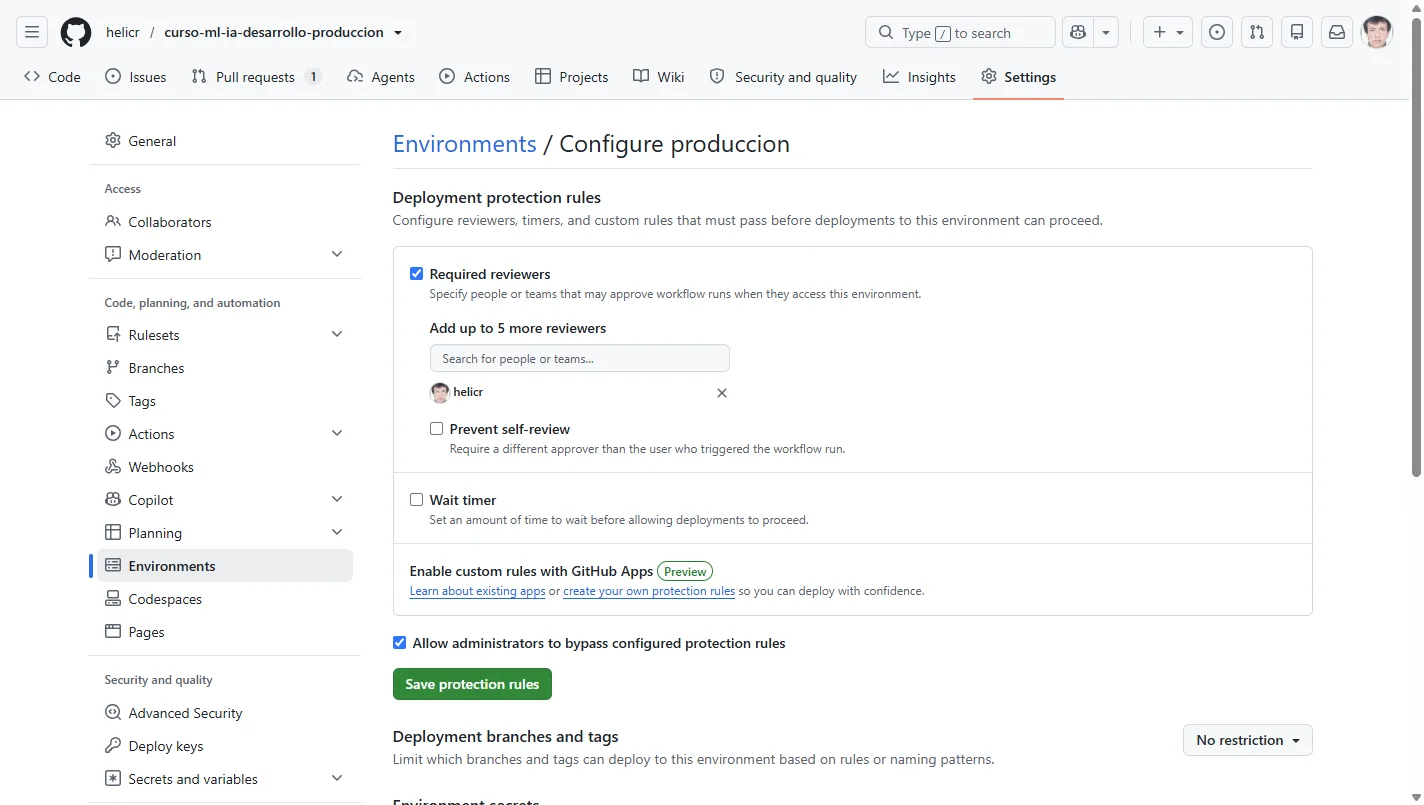 helicr / curso-ml-ia-desarrollo-produccion
Type / to search
Code
Issues
Pull requests 1
Agents
Actions
Projects
Wiki
Security and quality
Insights
Settings
General
Access
Collaborators
Moderation
Code, planning, and automation
Rulesets
Branches
Tags
Actions
Webhooks
Copilot
Planning
Environments
Codespaces
Pages
Security and quality
Advanced Security
Deploy keys
Secrets and variables
Environments / Configure produccion
Deployment protection rules
Configure reviewers, timers, and custom rules that must pass before deployments to this environment can proceed.
Required reviewers
Specify people or teams that may approve workflow runs when they access this environment.
Add up to 5 more reviewers
Search for people or teams...
helicr
Prevent self-review
Require a different approver than the user who triggered the workflow run.
Wait timer
Set an amount of time to wait before allowing deployments to proceed.
Enable custom rules with GitHub Apps Preview
Learn about existing apps or create your own protection rules so you can deploy with confidence.
Allow administrators to bypass configured protection rules
Save protection rules
Deployment branches and tags
Limit which branches and tags can deploy to this environment based on rules or naming patterns.
No restriction
Environment secrets